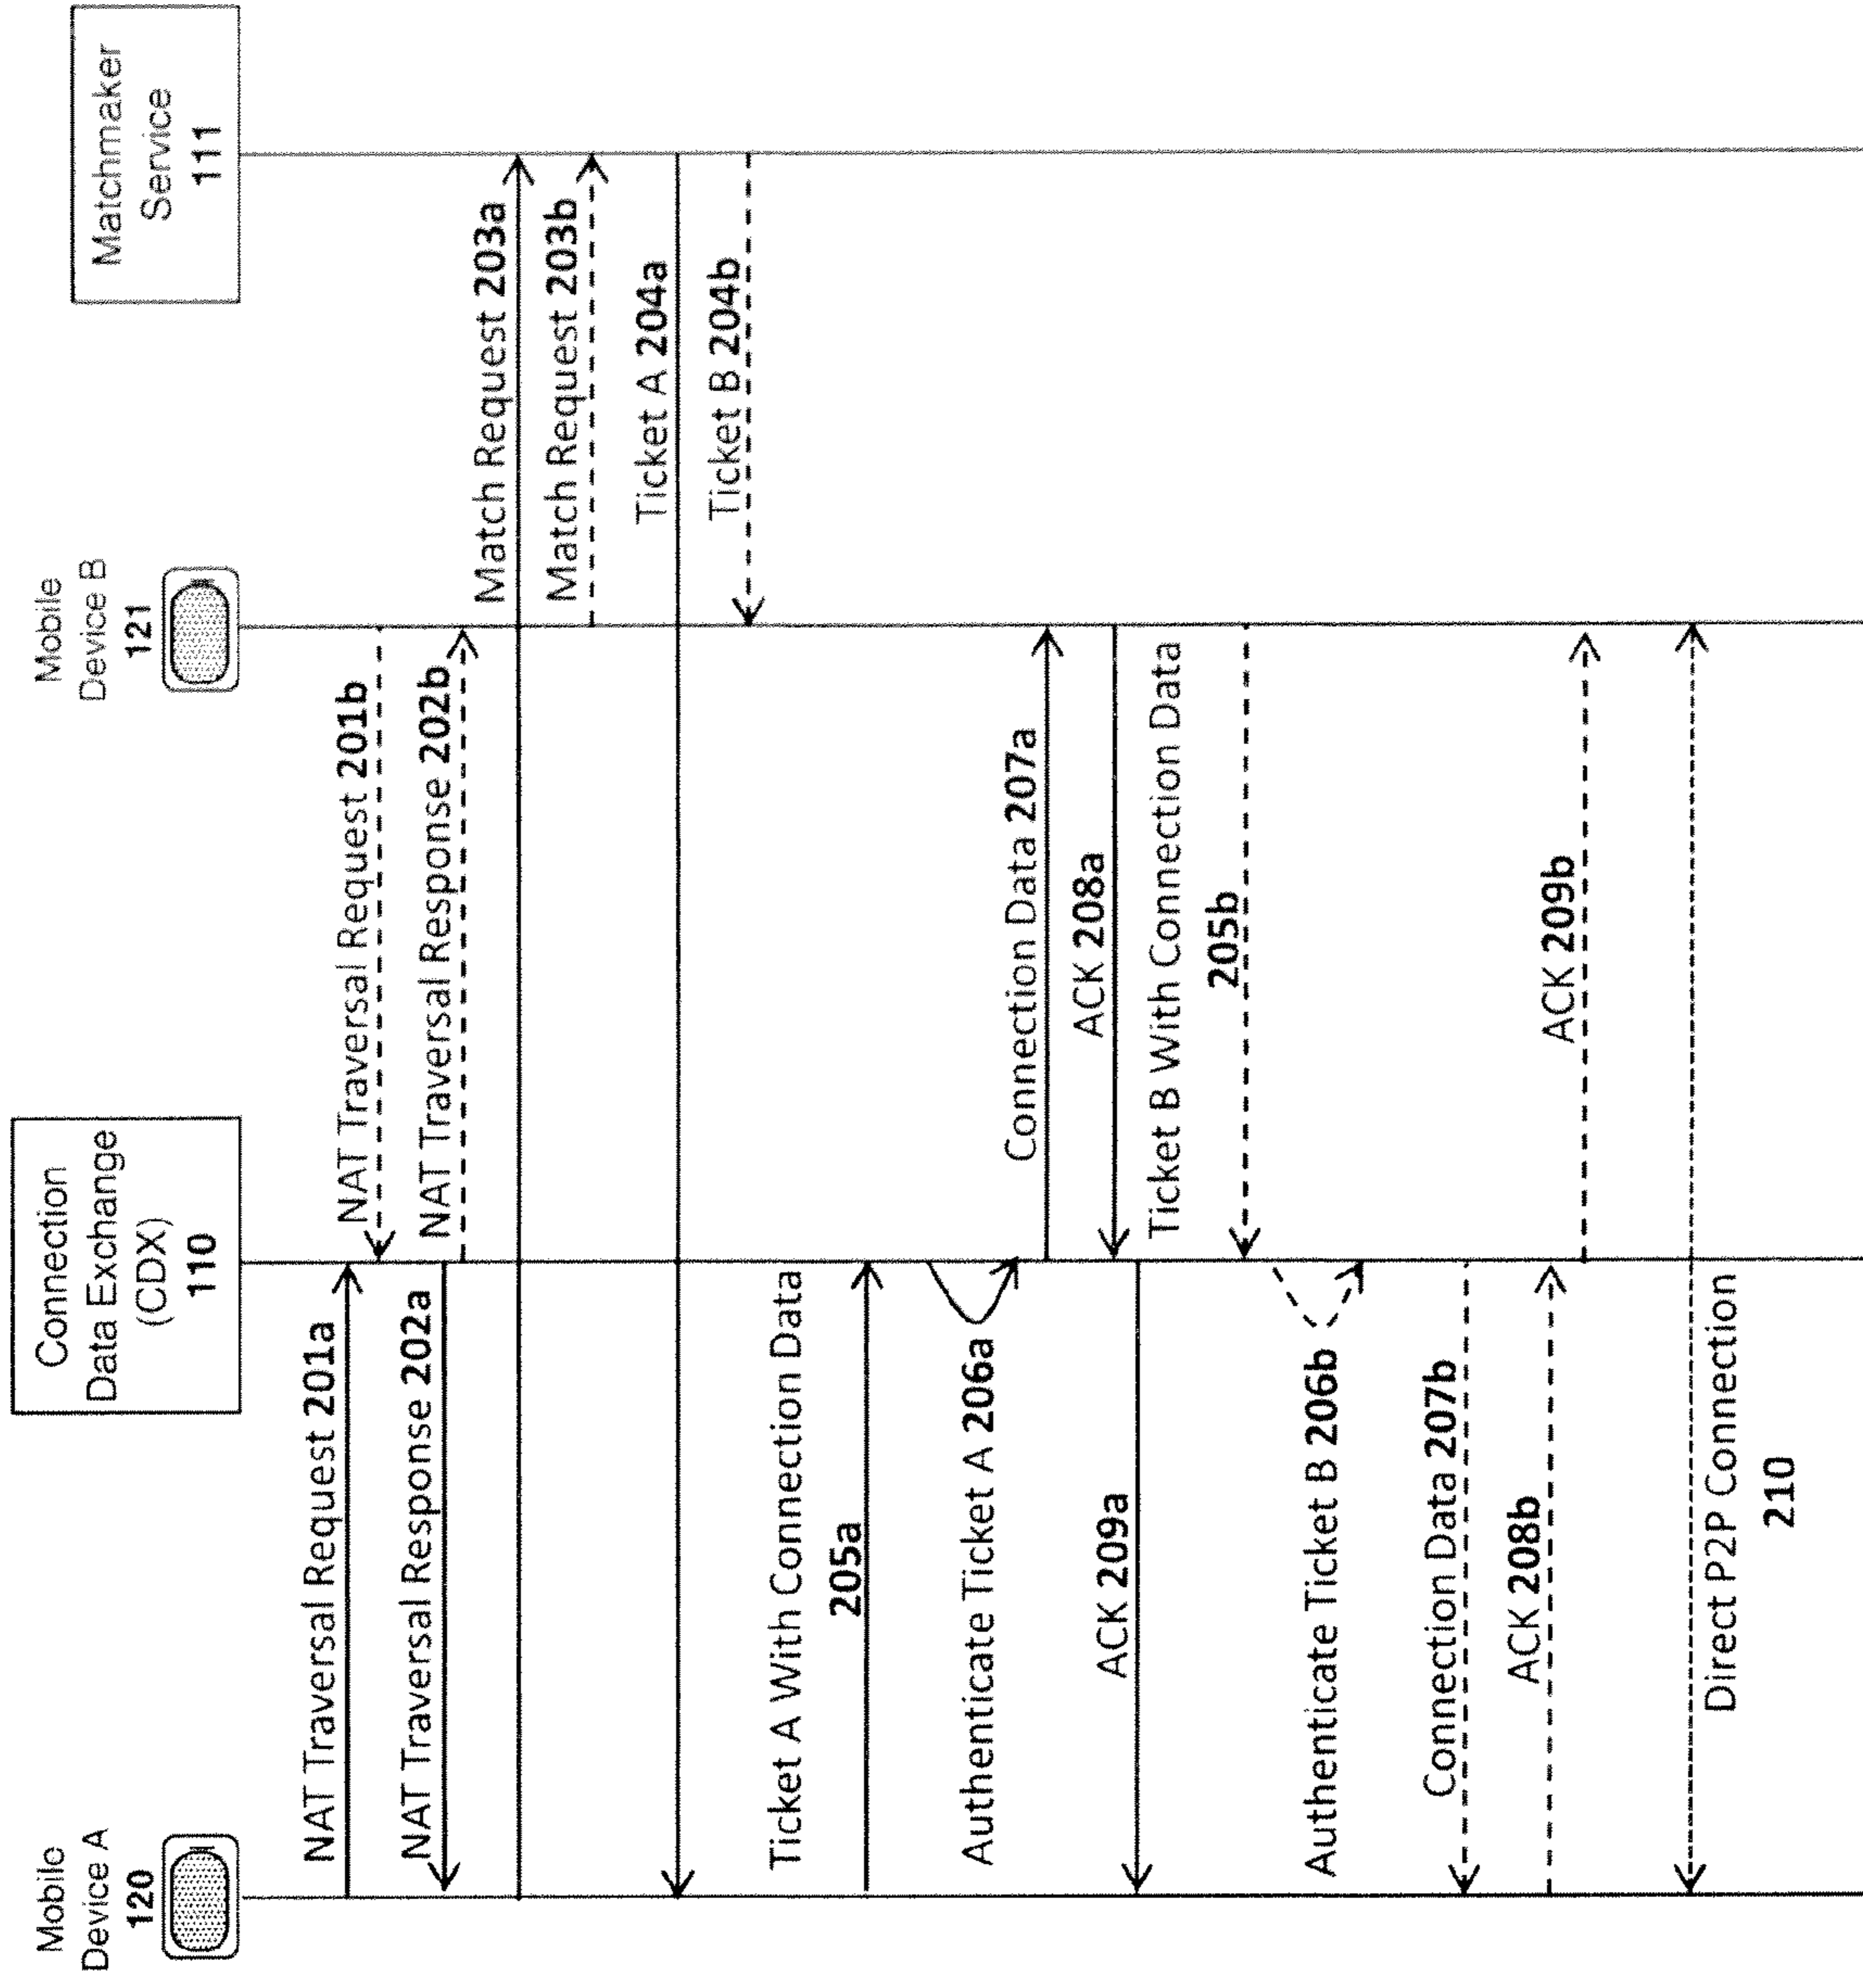 Mobile
Device A
120
Connection
Data Exchange
(CDX)
110
Mobile
Device B
121
Matchmaker
Service
111
NAT Traversal Request 201a
NAT Traversal Request 201b
NAT Traversal Response 202a
NAT Traversal Response 202b
Match Request 203a
Match Request 203b
Ticket A 204a
Ticket B 204b
Ticket A With Connection Data
205a
Authenticate Ticket A 206a
Connection Data 207a
ACK 208a
ACK 209a
Ticket B With Connection Data
205b
Authenticate Ticket B 206b
Connection Data 207b
ACK 208b
ACK 209b
Direct P2P Connection
210